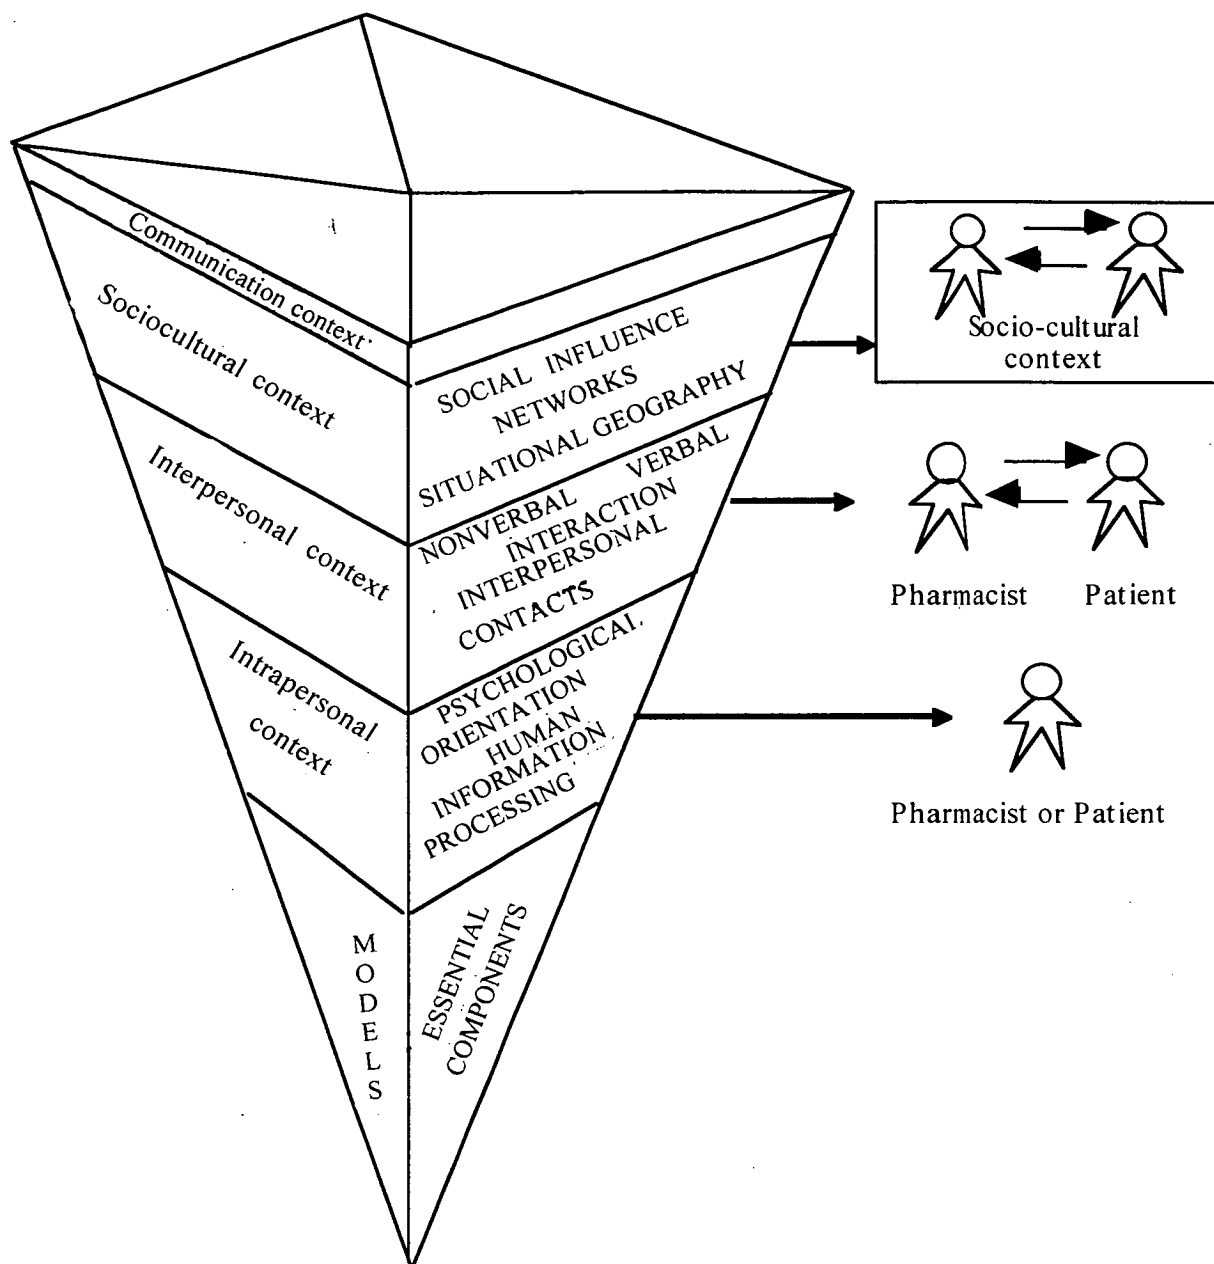 Communication context
Sociocultural context
Interpersonal context
Intrapersonal
context
MODELS
SOCIAL INFLUENCE
NETWORKS
SITUATIONAL GEOGRAPHY
NONVERBAL VERBAL
INTERACTION
INTERPERSONAL
CONTACTS
PSYCHOLOGICAL
ORIENTATION
HUMAN
INFORMATION
PROCESSING
ESSENTIAL
COMPONENTS
Socio-cultural
context
Pharmacist Patient
Pharmacist or Patient